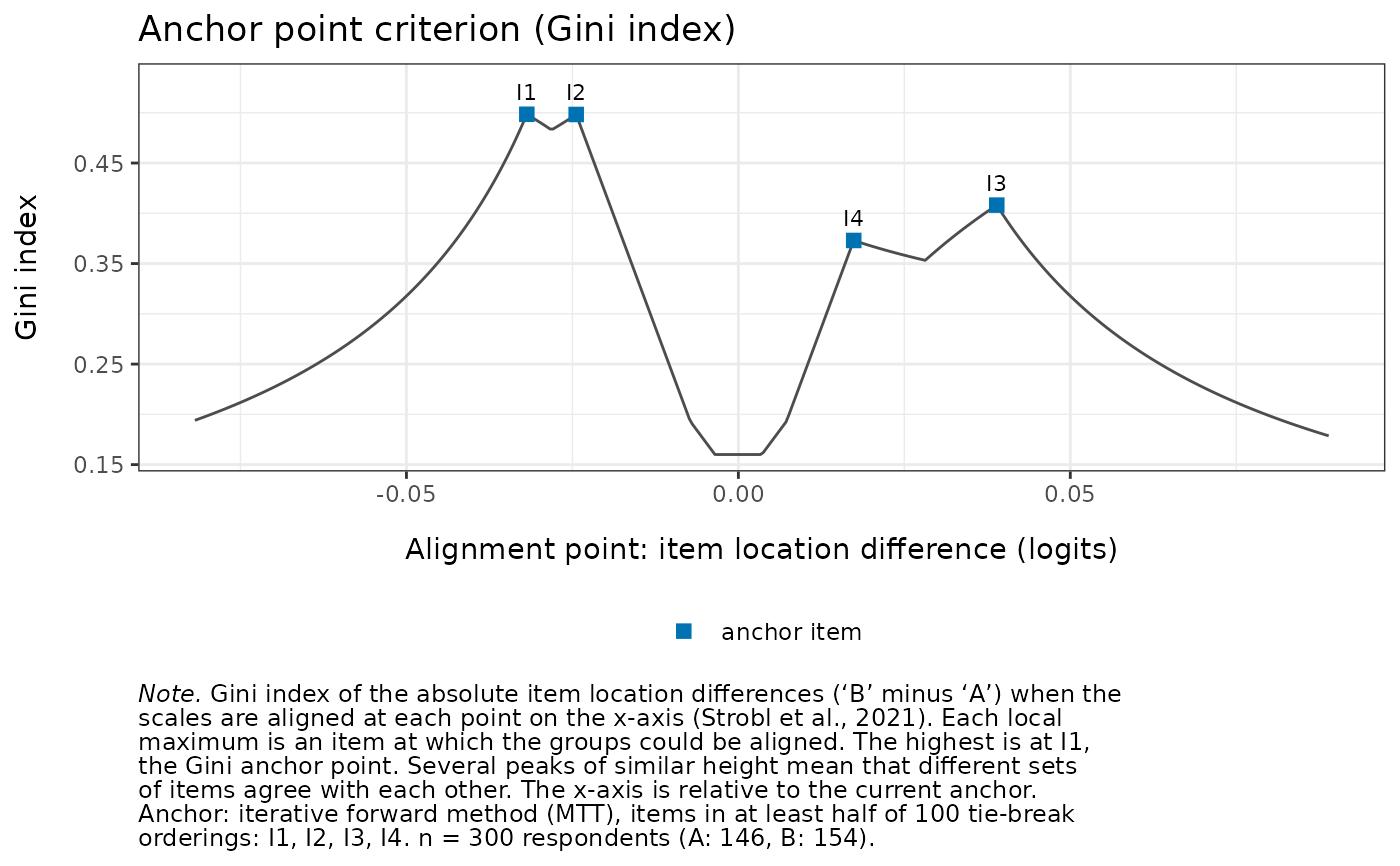 Anchor point criterion (Gini index)
I1
I2
I3
I4
0.45
0.35
0.25
0.15
Gini index
-0.05
0.00
0.05
Alignment point: item location difference (logits)
anchor item
Note. Gini index of the absolute item location differences (‘B’ minus ‘A’) when the
scales are aligned at each point on the x-axis (Strobl et al., 2021). Each local
maximum is an item at which the groups could be aligned. The highest is at I1,
the Gini anchor point. Several peaks of similar height mean that different sets
of items agree with each other. The x-axis is relative to the current anchor.
Anchor: iterative forward method (MTT), items in at least half of 100 tie-break
orderings: I1, I2, I3, I4. n = 300 respondents (A: 146, B: 154).